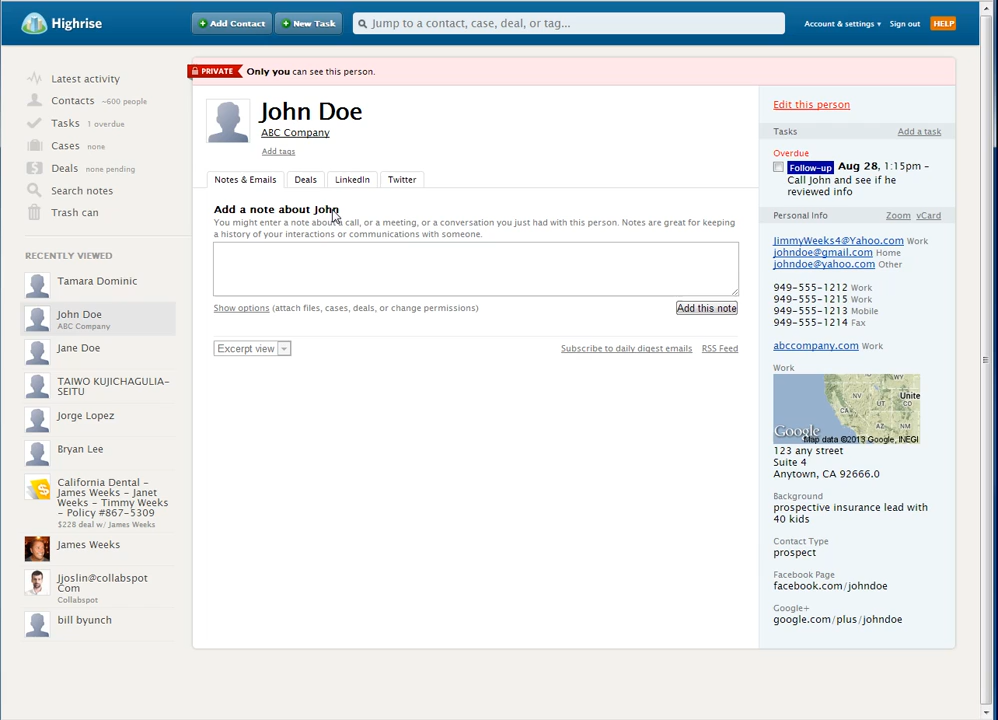 Highrise
Add Contact
New Task
Jump to a contact, case, deal, or tag...
Account & settings
Sign out
HELP
Latest activity
Contacts ~600 people
Tasks 1 overdue
Cases none
Deals none pending
Search notes
Trash can
RECENTLY VIEWED
Tamara Dominic
John Doe
ABC Company
Jane Doe
TAIWO KUJICHAGULIA-
SEITU
Jorge Lopez
Bryan Lee
California Dental -
James Weeks - Janet
Weeks - Timmy Weeks
- Policy #867-5309
$228 deal w/ James Weeks
James Weeks
Jjoslin@collabspot
Com
Collabspot
bill byunch
PRIVATE Only you can see this person.
John Doe
ABC Company
Add tags
Notes & Emails
Deals
LinkedIn
Twitter
Add a note about John
You might enter a note about a call, or a meeting, or a conversation you just had with this person. Notes are great for keeping
a history of your interactions or communications with someone.
Show options (attach files, cases, deals, or change permissions)
Add this note
Excerpt view
Subscribe to daily digest emails
RSS Feed
Edit this person
Tasks
Add a task
Overdue
Follow-up Aug 28, 1:15pm -
Call John and see if he
reviewed info
Personal Info
Zoom
vCard
JimmyWeeks4@Yahoo.com Work
johndoe@gmail.com Home
johndoe@yahoo.com Other
949-555-1212 Work
949-555-1215 Work
949-555-1213 Mobile
949-555-1214 Fax
abccompany.com Work
Work
WY
NV
Unite
UT
CO
CA
AZ
NM
Google
Map data ©2013 Google, INEGI
123 any street
Suite 4
Anytown, CA 92666.0
Background
prospective insurance lead with
40 kids
Contact Type
prospect
Facebook Page
facebook.com/johndoe
Google+
google.com/plus/johndoe